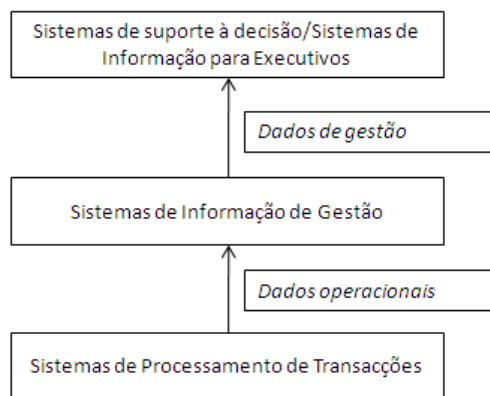 Sistemas de suporte à decisão/Sistemas de
Informação para Executivos
Dados de gestão
Sistemas de Informação de Gestão
Dados operacionais
Sistemas de Processamento de Transacções